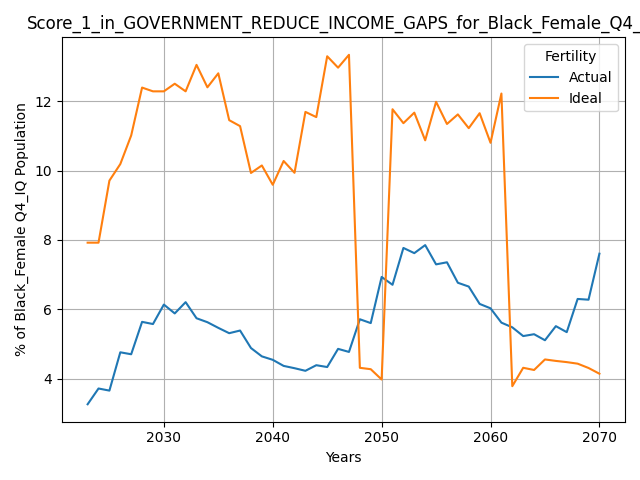 Score_1_in_GOVERNMENT_REDUCE_INCOME_GAPS_for_Black_Female_Q4_
Fertility
Actual
Ideal
% of Black_Female Q4_IQ Population
12
10
8
6
4
2030
2040
2050
2060
2070
Years